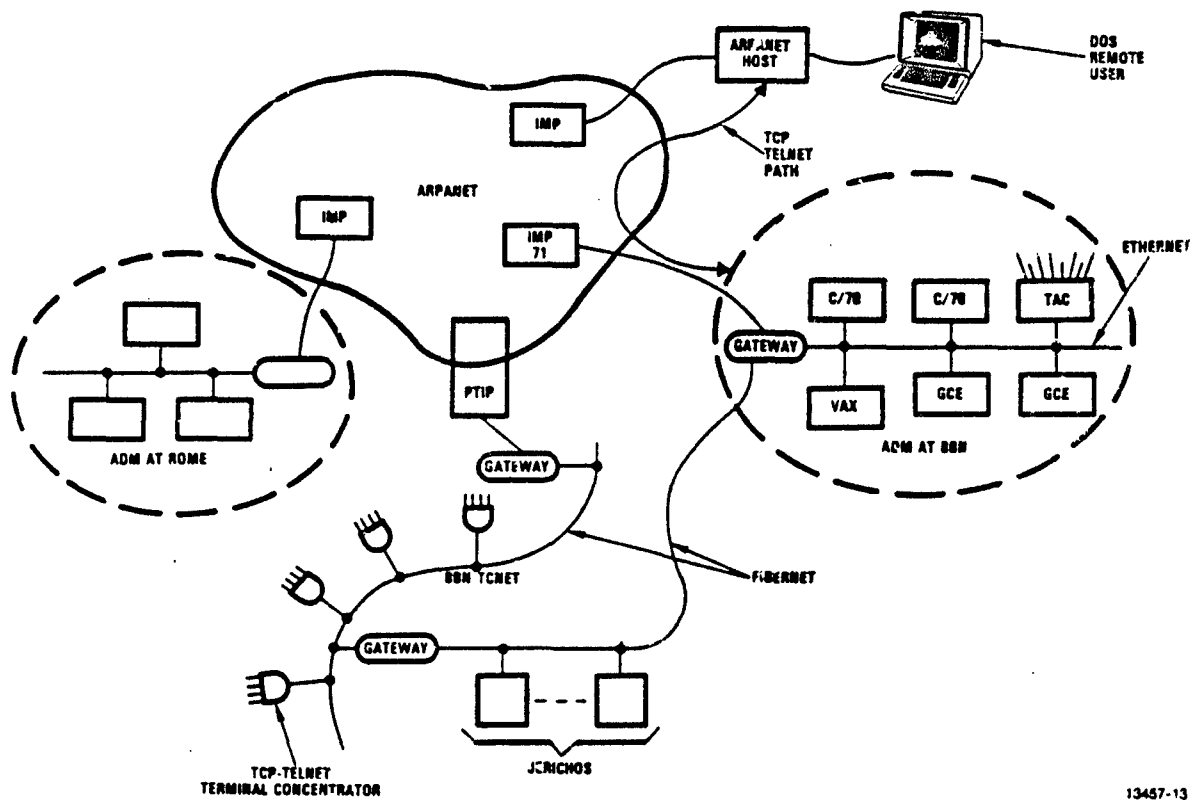 ARPANET
HOST
DOS
REMOTE
USER
IMP
TCP
TELNET
PATH
ARPANET
IMP
IMP
71
ETHERNET
C/70
C/70
TAC
GATEWAY
VAX
GCE
GCE
ADM AT BBN
PTIP
ADM AT ROME
GATEWAY
BBN TCNET
FIBERNET
GATEWAY
JERICHOS
TCP-TELNET
TERMINAL CONCENTRATOR
13457-13